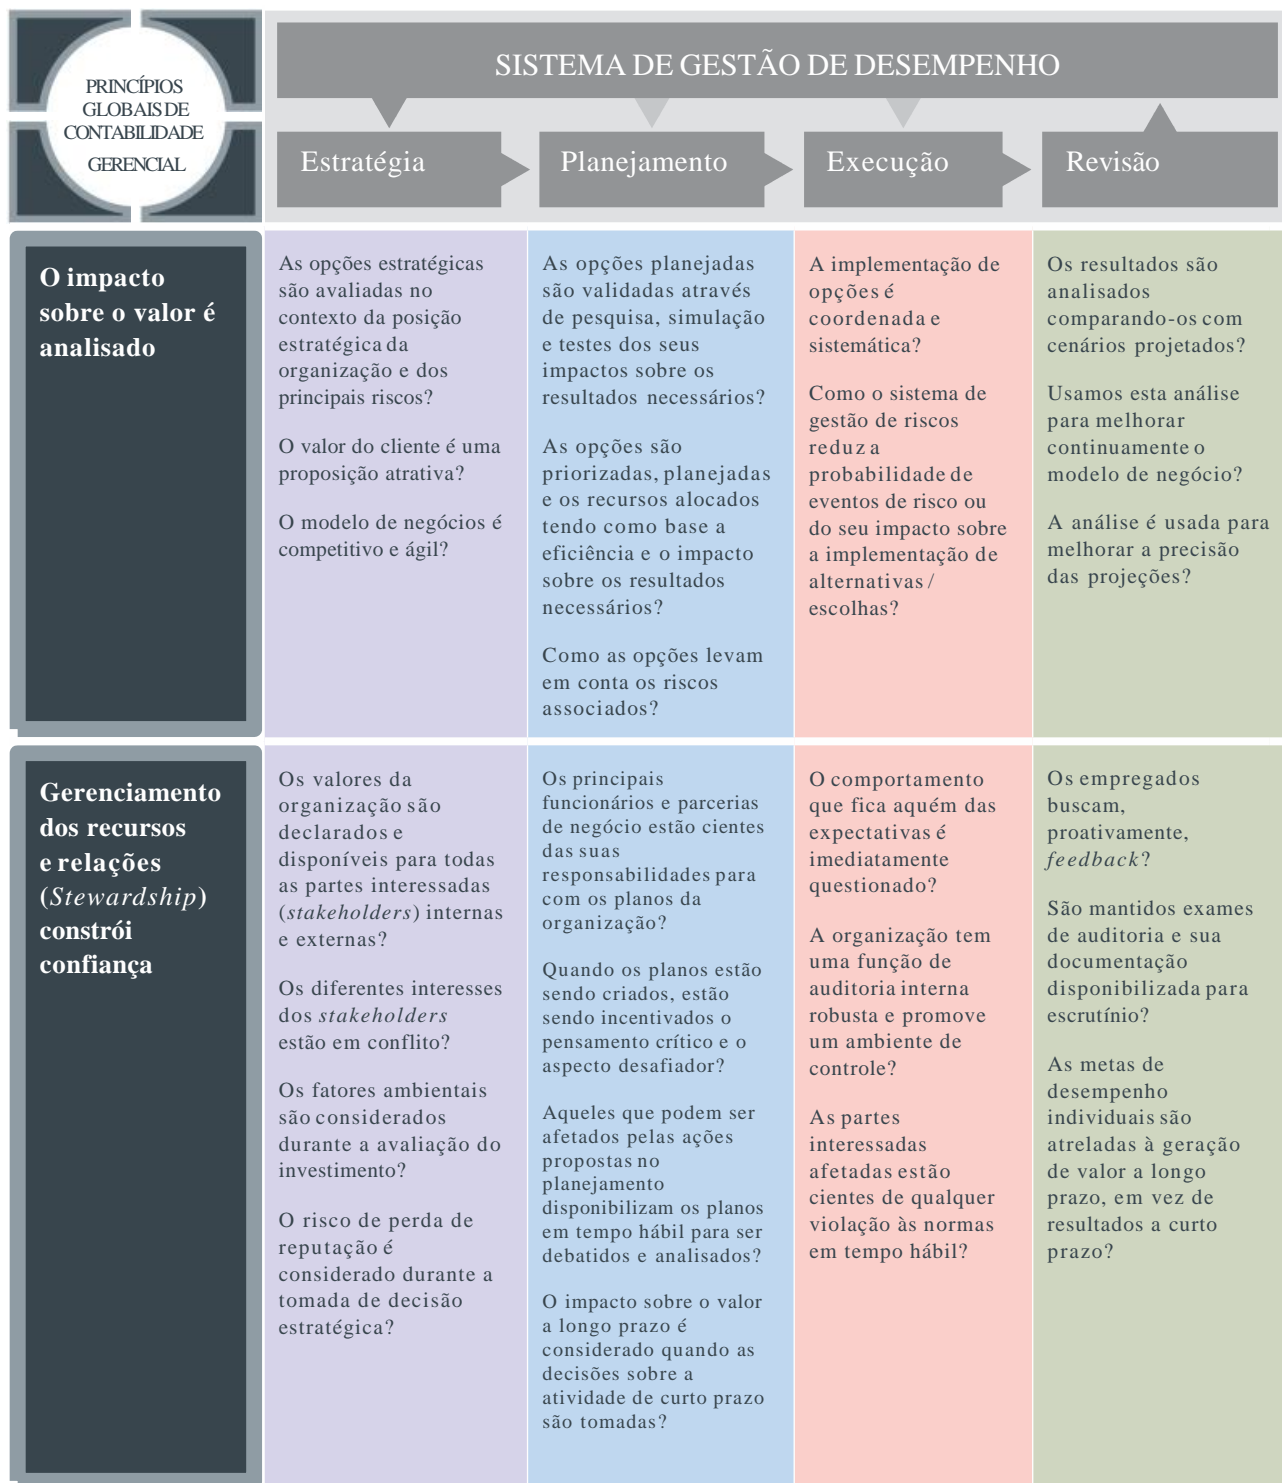 PRINCÍPIOS
GLOBAIS DE
CONTABILIDADE
GERENCIAL
SISTEMA DE GESTÃO DE DESEMPENHO
Estratégia
Planejamento
Execução
Revisão
O impacto
sobre o valor é
analisado
As opções estratégicas
são avaliadas no
contexto da posição
estratégica da
organização e dos
principais riscos?
O valor do cliente é uma
proposição atrativa?
O modelo de negócios é
competitivo e ágil?
As opções planejadas
são validadas através
de pesquisa, simulação
e testes dos seus
impactos sobre os
resultados necessários?
As opções são
priorizadas, planejadas
e os recursos alocados
tendo como base a
eficiência e o impacto
sobre os resultados
necessários?
Como as opções levam
em conta os riscos
associados?
A implementação de
opções é
coordenada e
sistemática?
Como o sistema de
gestão de riscos
reduz a
probabilidade de
eventos de risco ou
do seu impacto sobre
a implementação de
alternativas /
escolhas?
Os resultados são
analisados
comparando-os com
cenários projetados?
Usamos esta análise
para melhorar
continuamente o
modelo de negócio?
A análise é usada para
melhorar a precisão
das projeções?
Gerenciamento
dos recursos
e relações
(Stewardship)
constrói
confiança
Os valores da
organização são
declarados e
disponíveis para todas
as partes interessadas
(stakeholders) internas
e externas?
Os diferentes interesses
dos stakeholders
estão em conflito?
Os fatores ambientais
são considerados
durante a avaliação do
investimento?
O risco de perda de
reputação é
considerado durante a
tomada de decisão
estratégica?
Os principais
funcionários e parcerias
de negócio estão cientes
das suas
responsabilidades para
com os planos da
organização?
Quando os planos estão
sendo criados, estão
sendo incentivados o
pensamento crítico e o
aspecto desafiador?
Aqueles que podem ser
afetados pelas ações
propostas no
planejamento
disponibilizam os planos
em tempo hábil para ser
debatidos e analisados?
O impacto sobre o valor
a longo prazo é
considerado quando as
decisões sobre a
atividade de curto prazo
são tomadas?
O comportamento
que fica aquém das
expectativas é
imediatamente
questionado?
A organização tem
uma função de
auditoria interna
robusta e promove
um ambiente de
controle?
As partes
interessadas
afetadas estão
cientes de qualquer
violação às normas
em tempo hábil?
Os empregados
buscam,
proativamente,
feedback?
São mantidos exames
de auditoria e sua
documentação
disponibilizada para
escrutínio?
As metas de
desempenho
individuais são
atreladas à geração
de valor a longo
prazo, em vez de
resultados a curto
prazo?